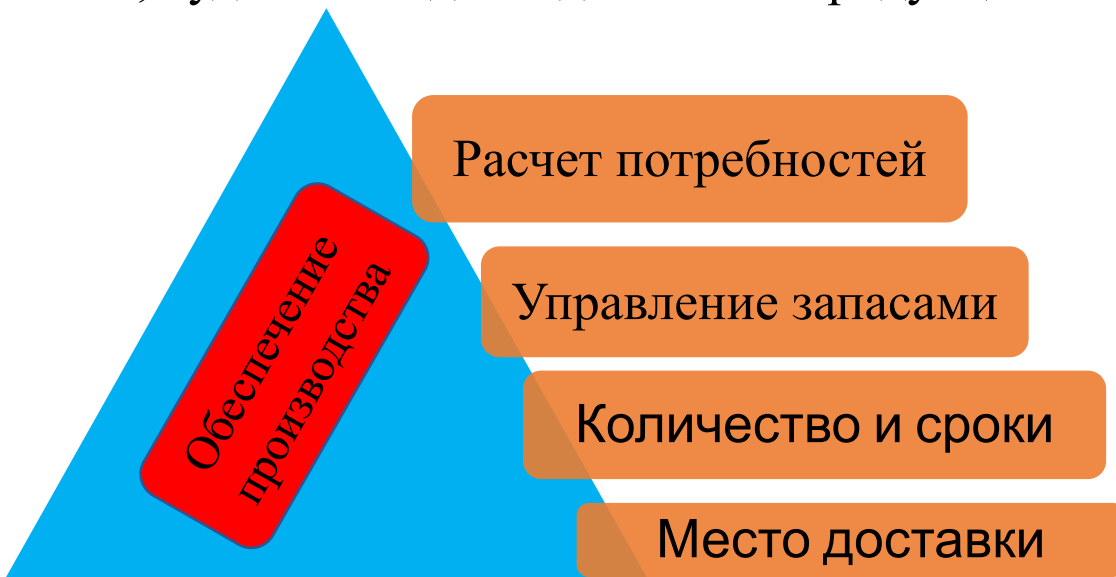 Расчет потребностей
Обеспечение
производства
Управление запасами
Количество и сроки
Место доставки